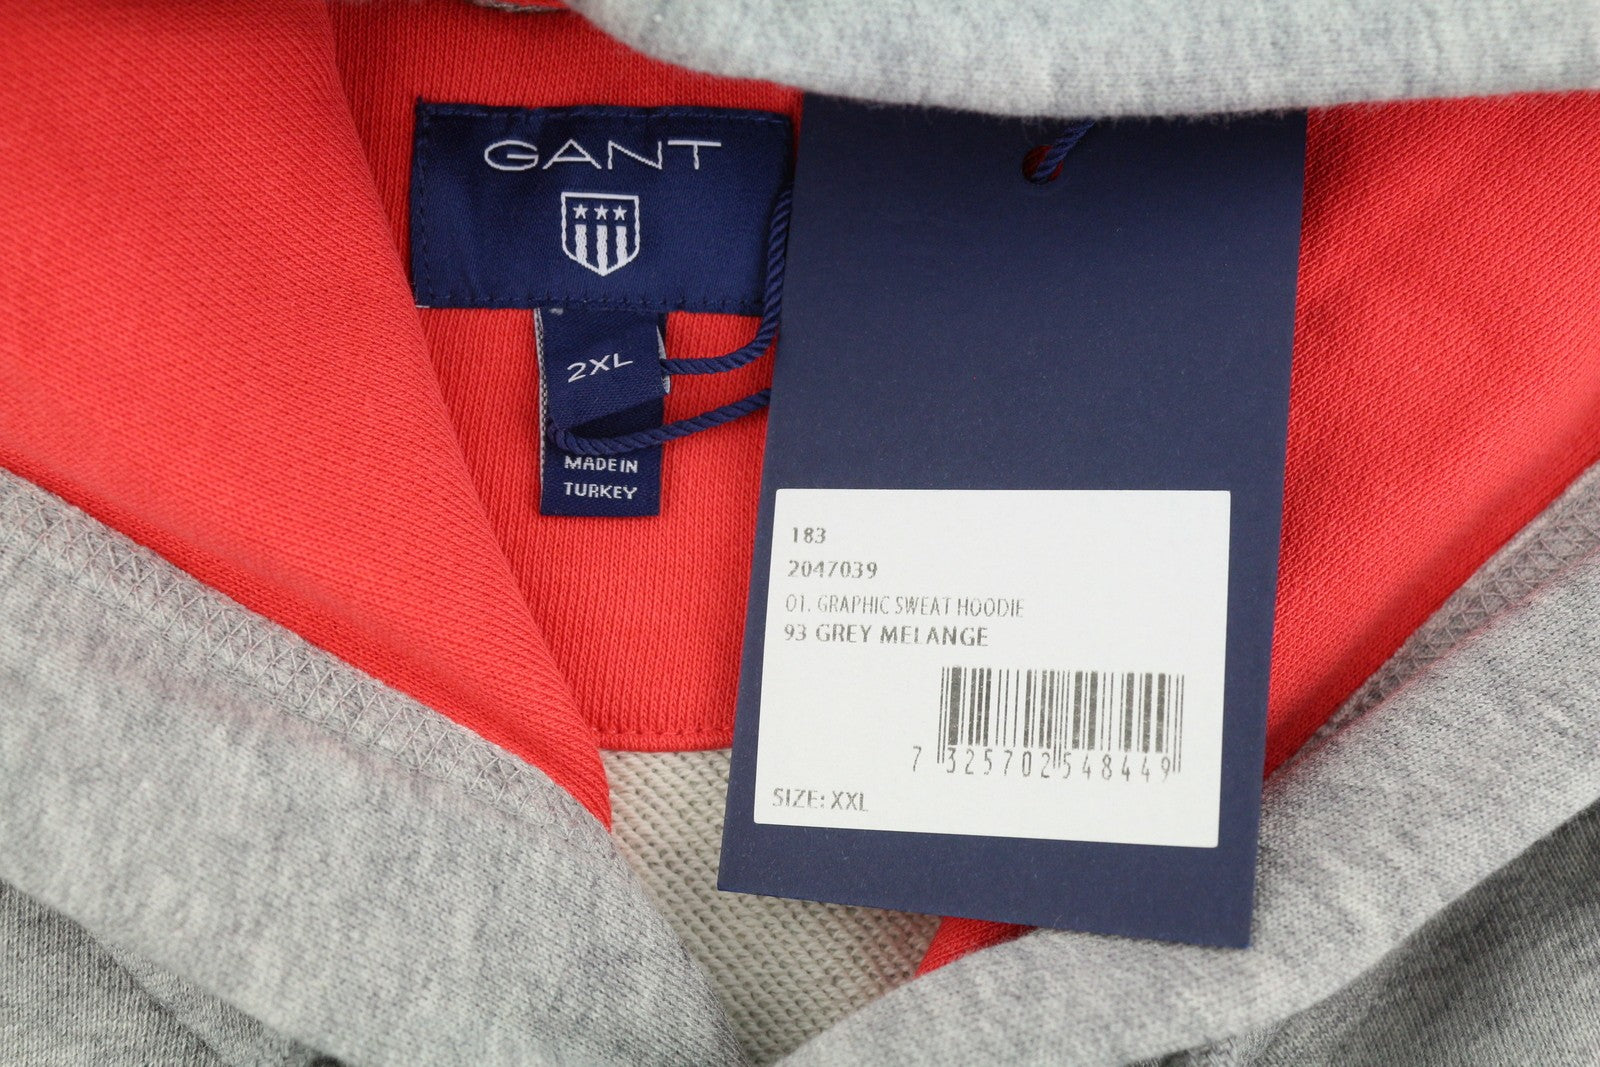 GANT
2XL
MADE IN
TURKEY
183
2047039
01. GRAPHIC SWEAT HOODIE
93 GREY MELANGE
7 325702 548449
SIZE: XXL